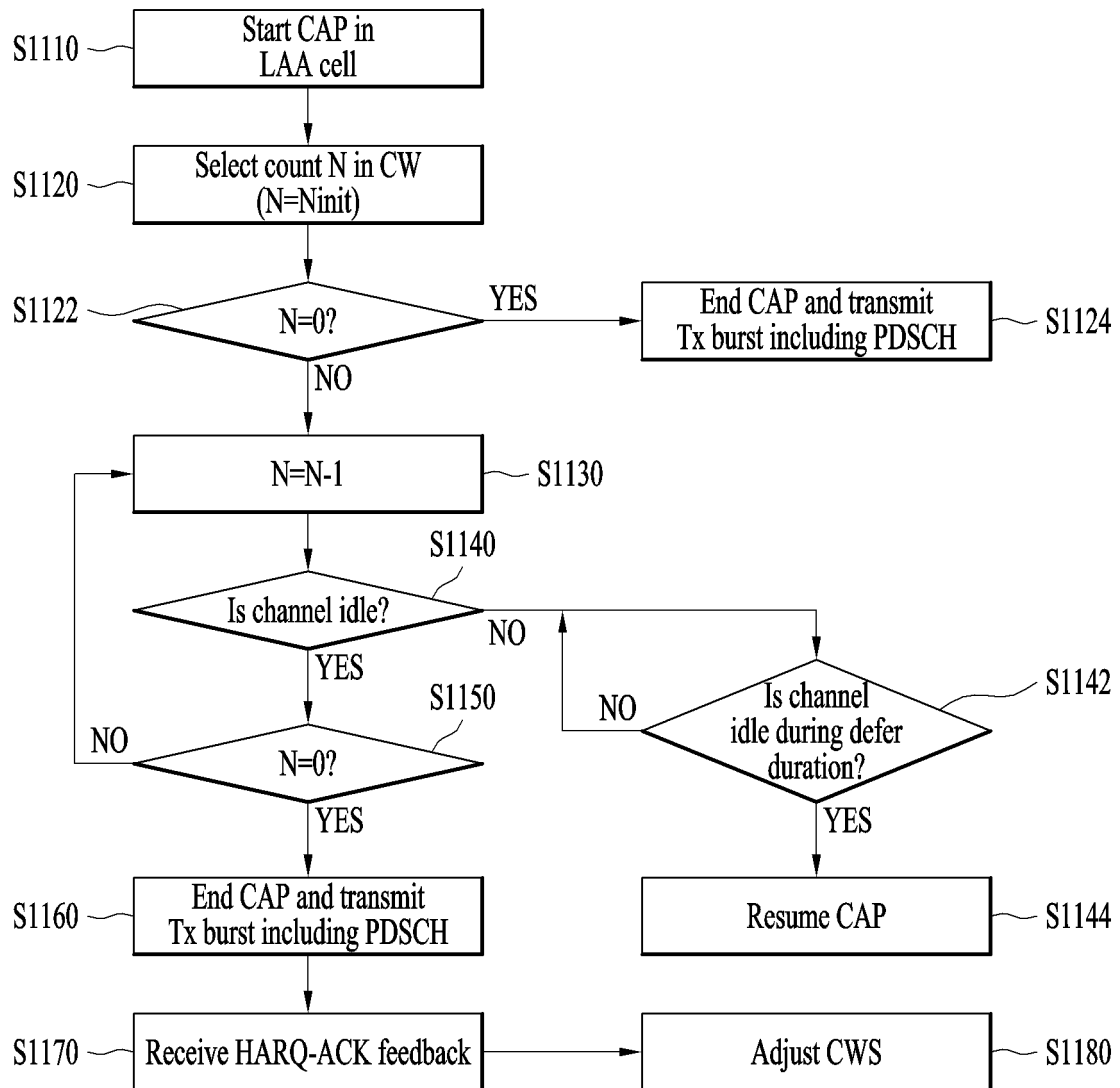 S1110
Start CAP in
LAA cell
S1120
Select count N in CW
(N=Ninit)
S1122
N=0?
YES
End CAP and transmit
Tx burst including PDSCH
S1124
NO
N=N-1
S1130
S1140
Is channel idle?
NO
YES
S1142
Is channel
idle during defer
duration?
NO
YES
S1150
N=0?
NO
YES
S1160
End CAP and transmit
Tx burst including PDSCH
Resume CAP
S1144
S1170
Receive HARQ-ACK feedback
Adjust CWS
S1180